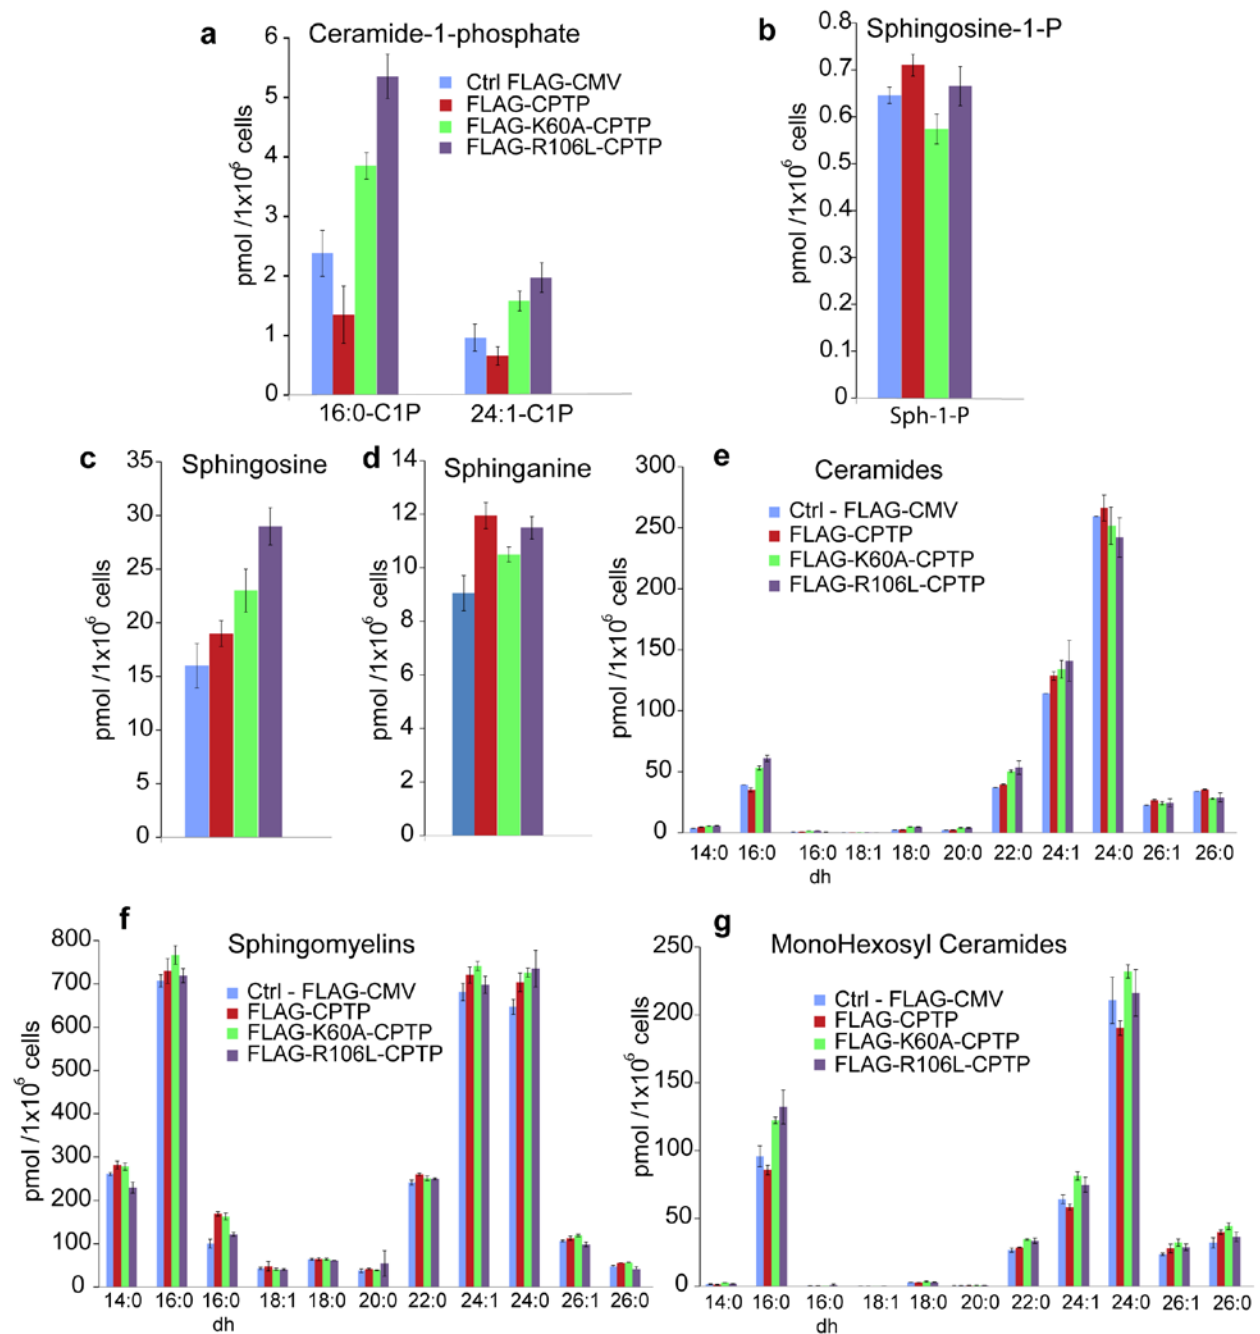 a
Ceramide-1-phosphate
Ctrl FLAG-CMV
FLAG-CPTP
FLAG-K60A-CPTP
FLAG-R106L-CPTP
pmol /1x10^6 cells
6
5
4
3
2
1
0
16:0-C1P 24:1-C1P
b
Sphingosine-1-P
pmol /1x10^6 cells
0.8
0.7
0.6
0.5
0.4
0.3
0.2
0.1
0
Sph-1-P
c
Sphingosine
pmol /1x10^6 cells
35
30
25
20
15
10
5
0
d
Sphinganine
pmol /1x10^6 cells
14
12
10
8
6
4
2
0
e
Ceramides
Ctrl - FLAG-CMV
FLAG-CPTP
FLAG-K60A-CPTP
FLAG-R106L-CPTP
pmol /1x10^6 cells
300
250
200
150
100
50
0
14:0 16:0 16:0 18:1 18:0 20:0 22:0 24:1 24:0 26:1 26:0
dh
f
Sphingomyelins
Ctrl - FLAG-CMV
FLAG-CPTP
FLAG-K60A-CPTP
FLAG-R106L-CPTP
pmol /1x10^6 cells
800
700
600
500
400
300
200
100
0
14:0 16:0 16:0 18:1 18:0 20:0 22:0 24:1 24:0 26:1 26:0
dh
g
MonoHexosyl Ceramides
Ctrl - FLAG-CMV
FLAG-CPTP
FLAG-K60A-CPTP
FLAG-R106L-CPTP
pmol /1x10^6 cells
250
200
150
100
50
0
14:0 16:0 16:0 18:1 18:0 20:0 22:0 24:1 24:0 26:1 26:0
dh